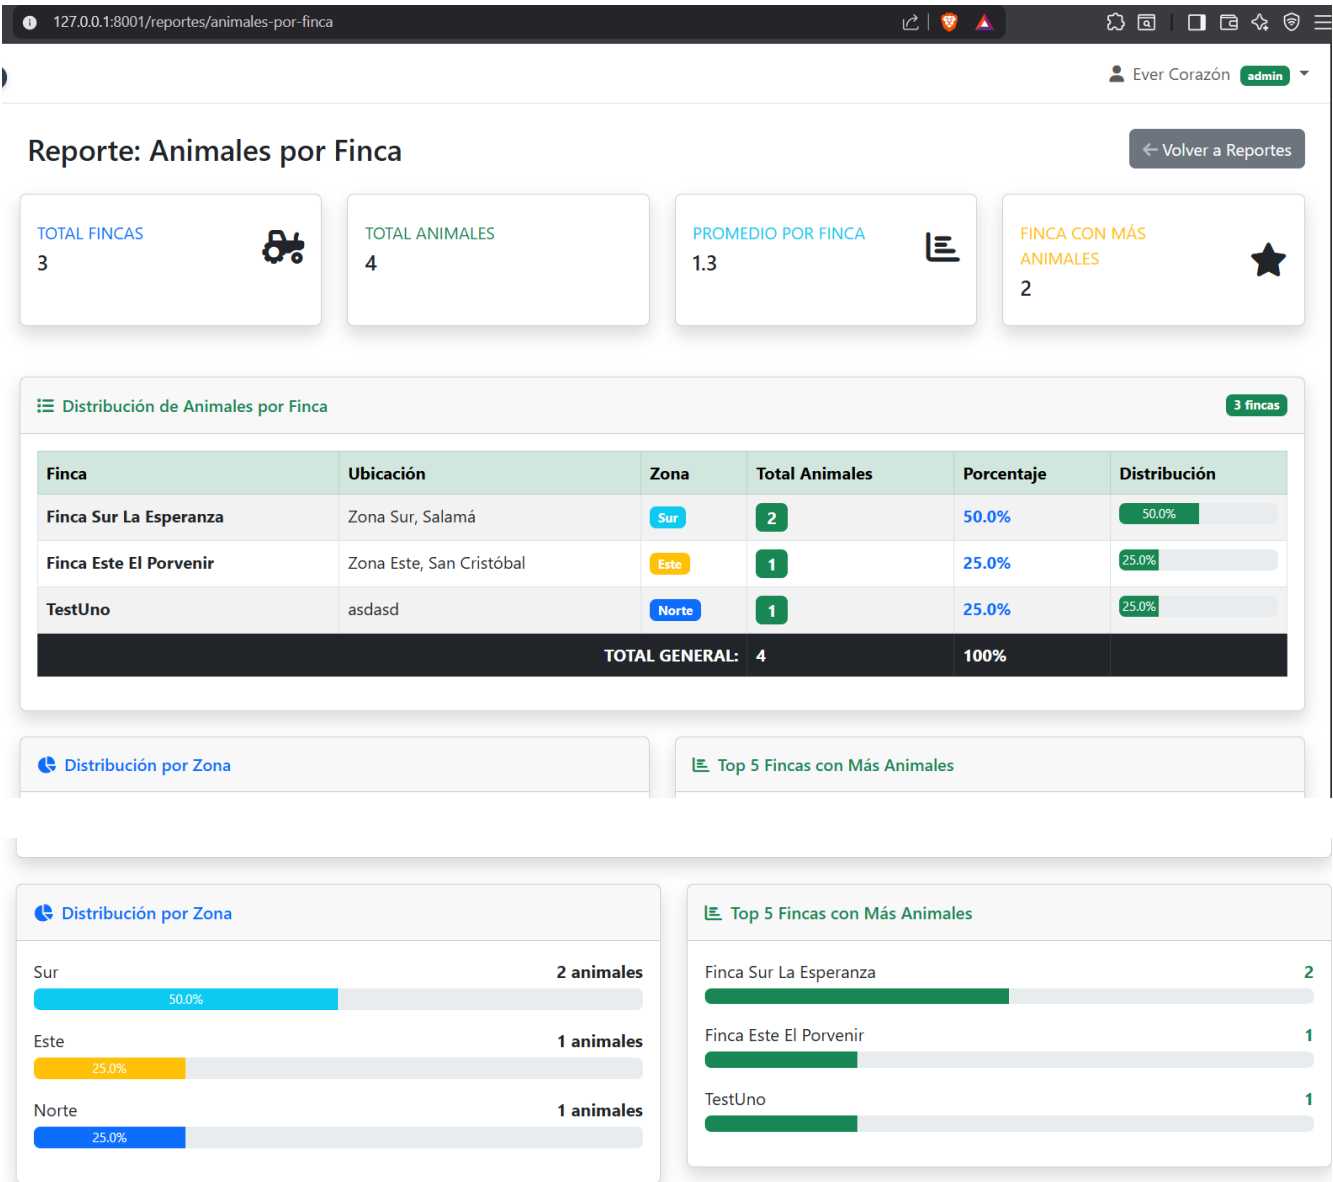 127.0.0.1:8001/reportes/animales-por-finca
Ever Corazón admin
Reporte: Animales por Finca
Volver a Reportes
TOTAL FINCAS
3
TOTAL ANIMALES
4
PROMEDIO POR FINCA
1.3
FINCA CON MÁS
ANIMALES
2
Distribución de Animales por Finca
3 fincas
Finca Ubicación Zona Total Animales Porcentaje Distribución
Finca Sur La Esperanza Zona Sur, Salamá Sur 2 50.0% 50.0%
Finca Este El Porvenir Zona Este, San Cristóbal Este 1 25.0% 25.0%
TestUno asdasd Norte 1 25.0% 25.0%
TOTAL GENERAL: 4 100%
Distribución por Zona
Top 5 Fincas con Más Animales
Distribución por Zona
Sur 2 animales
50.0%
Este 1 animales
25.0%
Norte 1 animales
25.0%
Top 5 Fincas con Más Animales
Finca Sur La Esperanza 2
Finca Este El Porvenir 1
TestUno 1